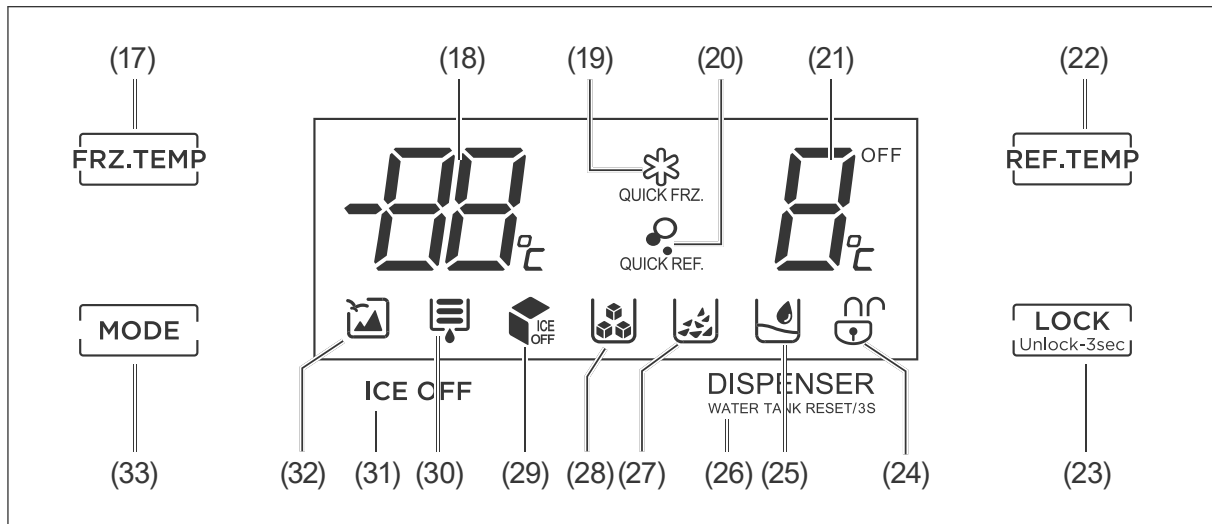 (17) (18) (19) (20) (21) (22)
FRZ.TEMP
-88°C
QUICK FRZ.
QUICK REF.
8°C
OFF
REF.TEMP
MODE
ICE
OFF
LOCK
Unlock-3sec
ICE OFF
DISPENSER
WATER TANK RESET/3S
(33) (32) (31) (30) (29) (28) (27) (26) (25) (24) (23)